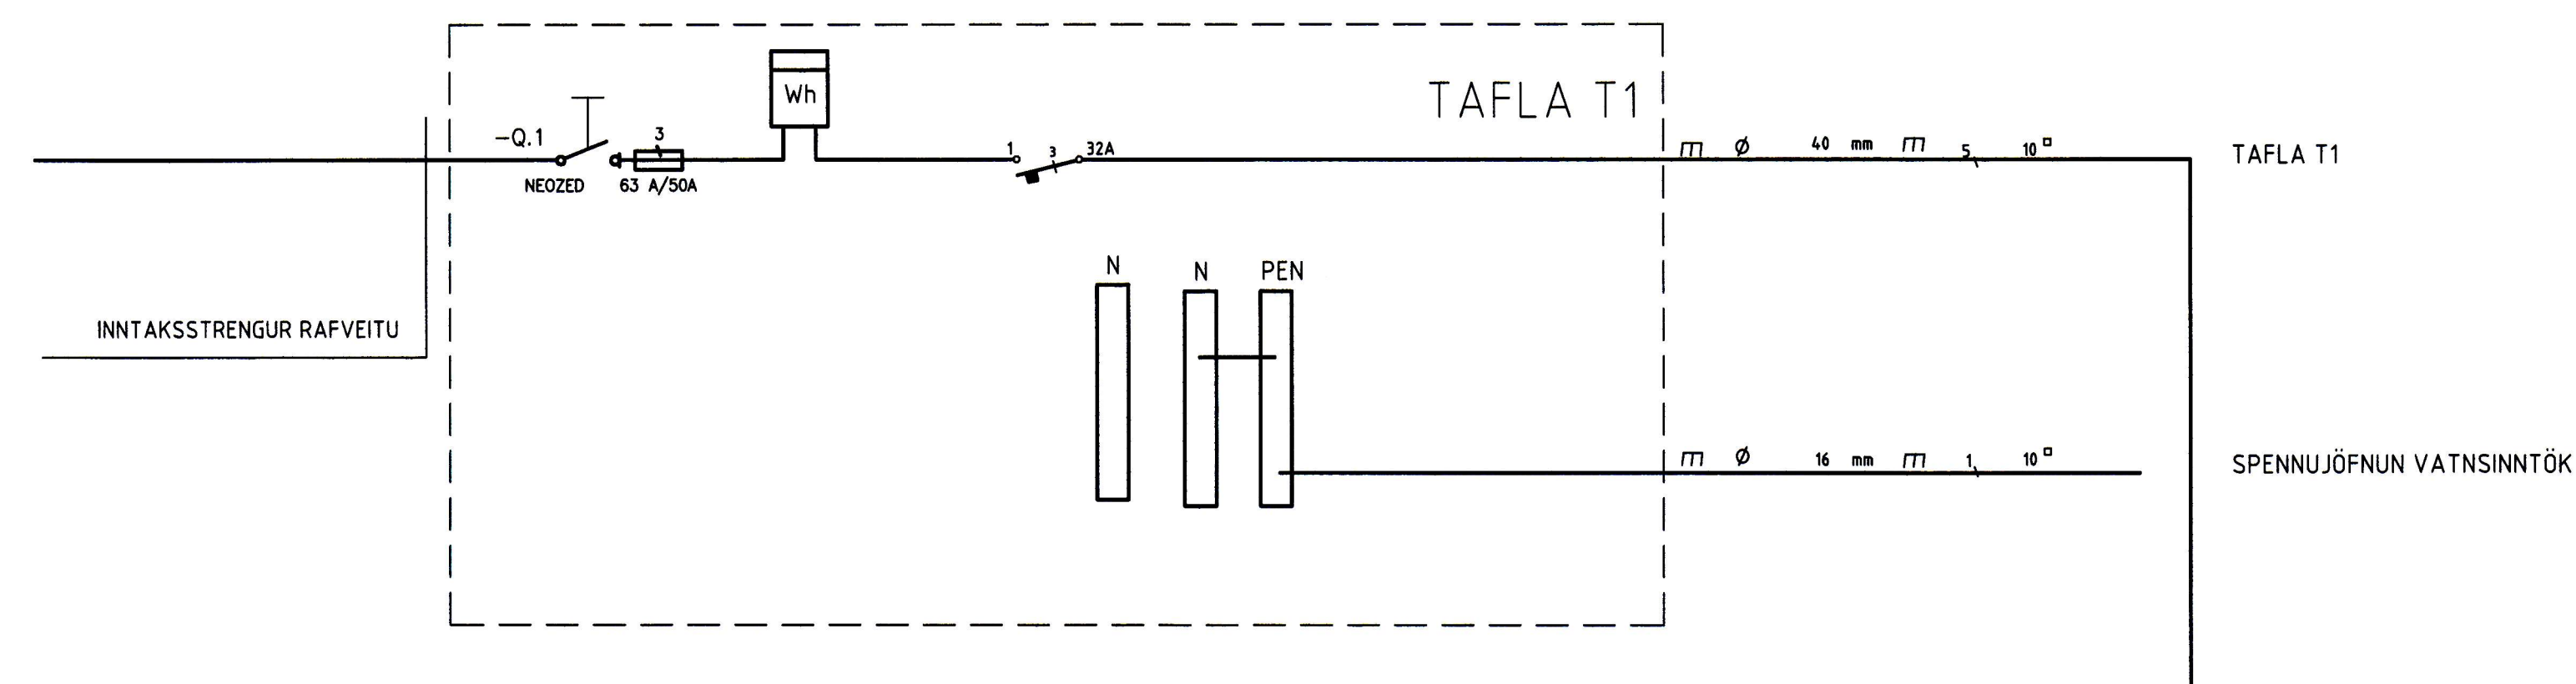 TAFLA T1
Wh
-Q.1
3
NEOZED
63 A/50A
1
3
32A
40 mm
5
10
TAFLA T1
N
N
PEN
INNTAKSSTRENGUR RAFVEITU
16 mm
1
10
SPENNUJÖFNUN VATNSINNTÖK